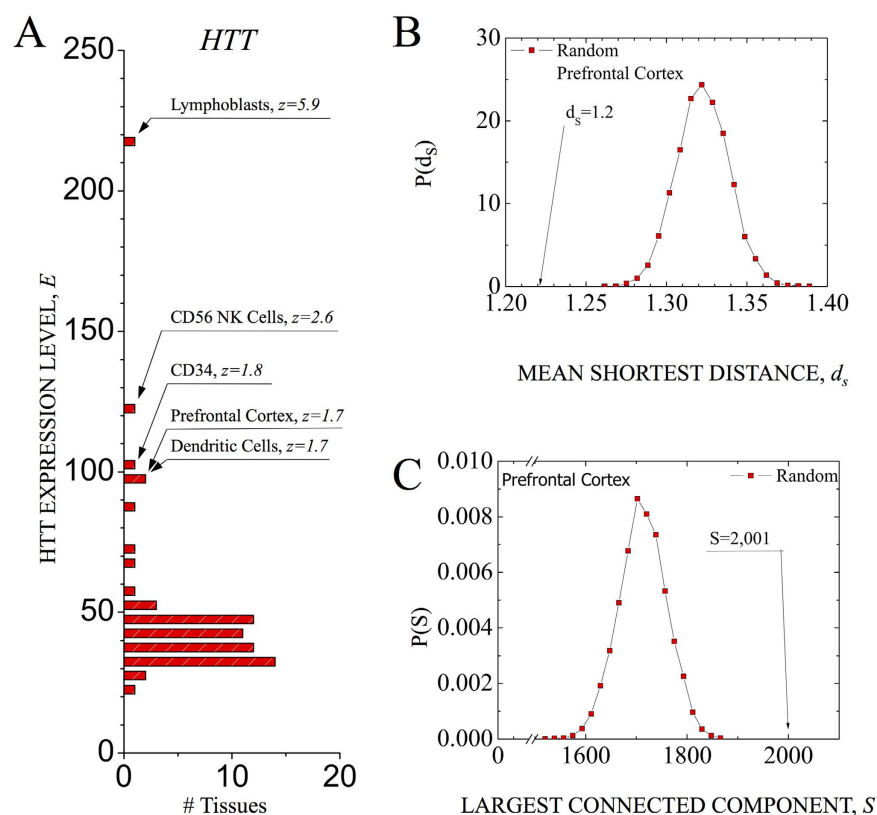 A
HTT
250
200
150
100
50
0
0
10
20
HTT EXPRESSION LEVEL, E
# Tissues
Lymphoblasts, z=5.9
CD56 NK Cells, z=2.6
CD34, z=1.8
Prefrontal Cortex, z=1.7
Dendritic Cells, z=1.7
B
30
20
10
0
P(dS)
Random
Prefrontal Cortex
dS=1.2
1.20
1.25
1.30
1.35
1.40
MEAN SHORTEST DISTANCE, ds
C
0.010
0.008
0.006
0.004
0.002
0.000
P(S)
Prefrontal Cortex
Random
S=2,001
0
1600
1800
2000
LARGEST CONNECTED COMPONENT, S